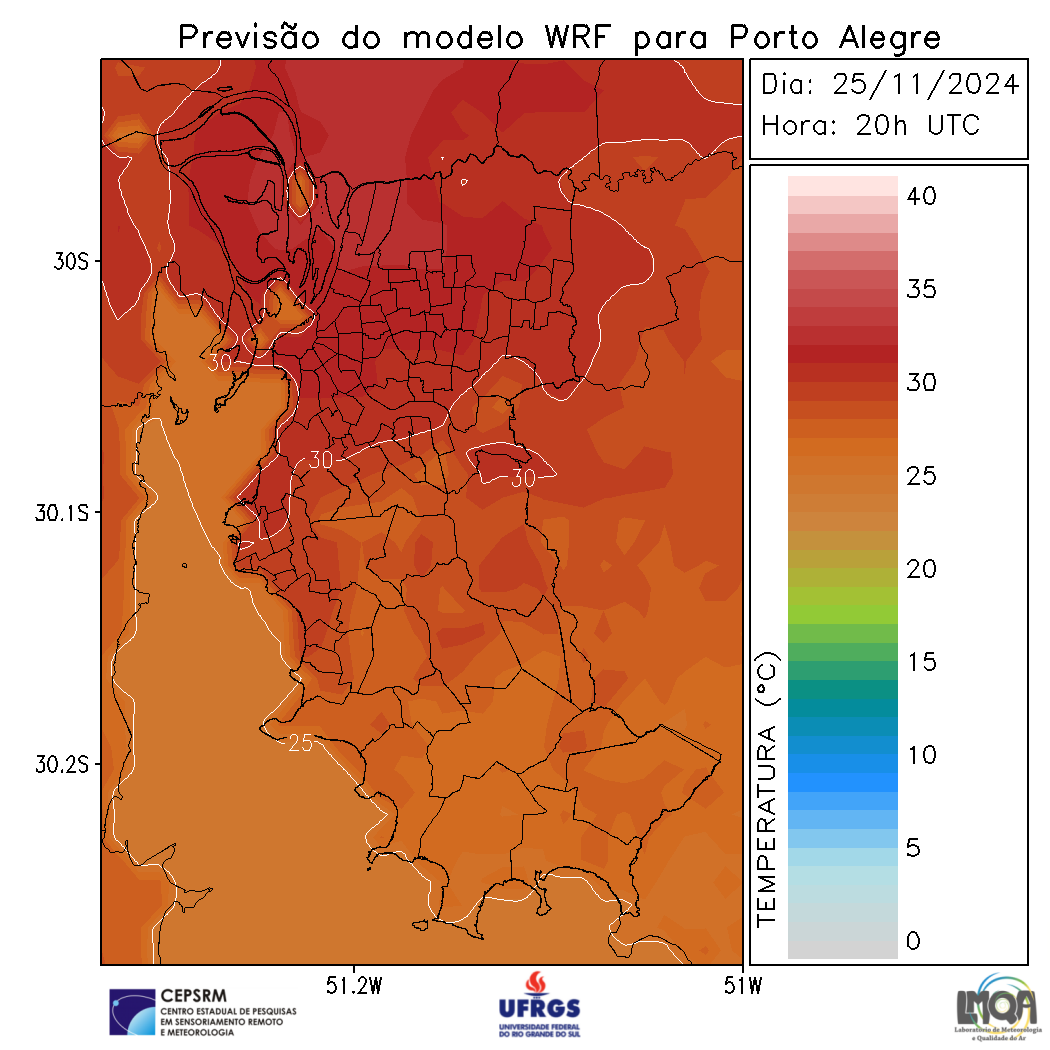 Previsão do modelo WRF para Porto Alegre
Dia: 25/11/2024
Hora: 20h UTC
40
35
30
25
20
15
10
5
0
TEMPERATURA (°C)
30S
30.1S
30.2S
51.2W
51W
30
30
30
25
CEPSRM
CENTRO ESTADUAL DE PESQUISAS
EM SENSORIAMENTO REMOTO
E METEOROLOGIA
UFRGS
UNIVERSIDADE FEDERAL
DO RIO GRANDE DO SUL
LMQA
Laboratório de Meteorologia
e Qualidade do Ar